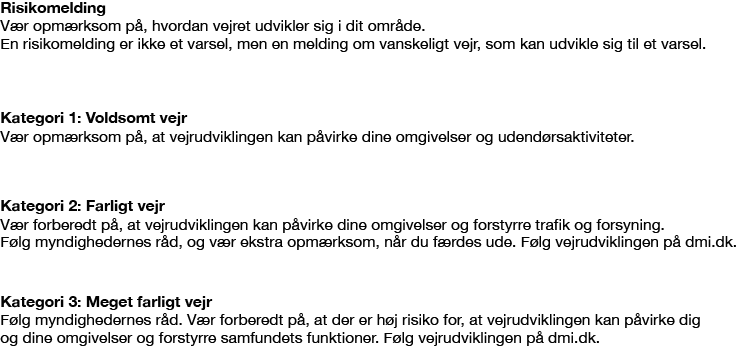 Risikomelding
Vær opmærksom på, hvordan vejret udvikler sig i dit område.
En risikomelding er ikke et varsel, men en melding om vanskeligt vejr, som kan udvikle sig til et varsel.
Kategori 1: Voldsomt vejr
Vær opmærksom på, at vejrudviklingen kan påvirke dine omgivelser og udendørsaktiviteter.
Kategori 2: Farligt vejr
Vær forberedt på, at vejrudviklingen kan påvirke dine omgivelser og forstyrre trafik og forsyning.
Følg myndighedernes råd, og vær ekstra opmærksom, når du færdes ude. Følg vejrudviklingen på dmi.dk.
Kategori 3: Meget farligt vejr
Følg myndighedernes råd. Vær forberedt på, at der er høj risiko for, at vejrudviklingen kan påvirke dig
og dine omgivelser og forstyrre samfundets funktioner. Følg vejrudviklingen på dmi.dk.